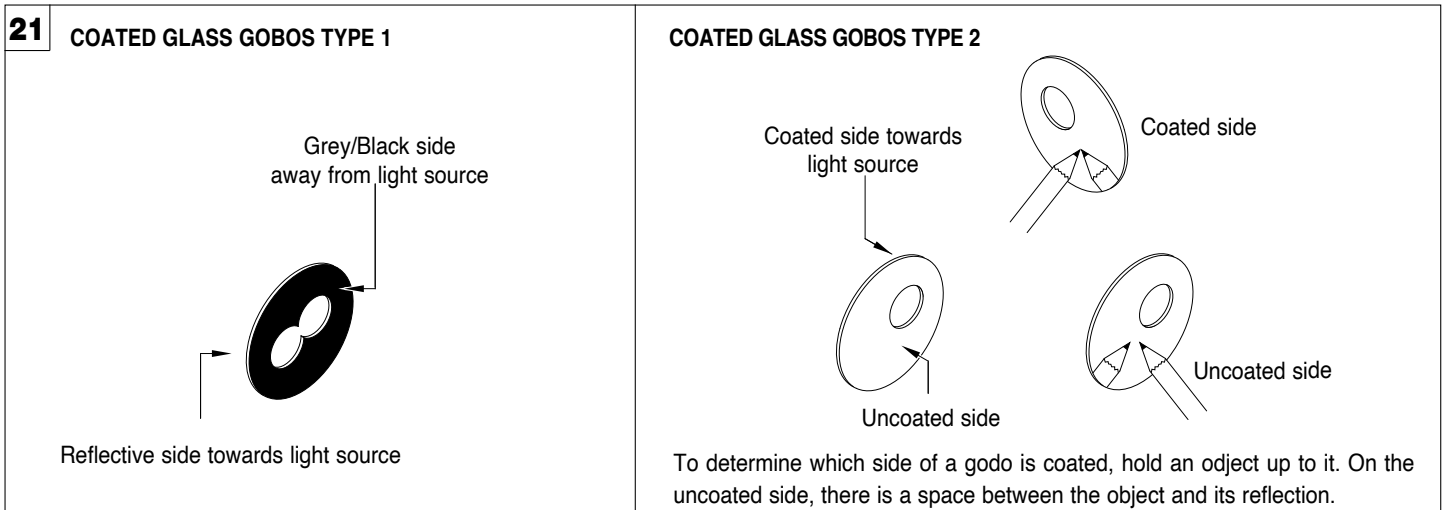 21
COATED GLASS GOBOS TYPE 1
Grey/Black side
away from light source
Reflective side towards light source
COATED GLASS GOBOS TYPE 2
Coated side
Coated side towards
light source
Uncoated side
Uncoated side
To determine which side of a godo is coated, hold an odject up to it. On the
uncoated side, there is a space between the object and its reflection.